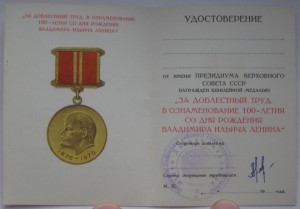 "ЗА ДОБЛЕСТНЫЙ ТРУД. В ОЗНАМЕНОВАНИЕ
100-ЛЕТИЯ СО ДНЯ РОЖДЕНИЯ
ВЛАДИМИРА ИЛЬИЧА ЛЕНИНА"
1870-1970
УДОСТОВЕРЕНИЕ
ОТ ИМЕНИ ПРЕЗИДИУМА ВЕРХОВНОГО
СОВЕТА СССР
НАГРАЖДЕН ЮБИЛЕЙНОЙ МЕДАЛЬЮ
"ЗА ДОБЛЕСТНЫЙ ТРУД.
В ОЗНАМЕНОВАНИЕ 100-ЛЕТИЯ
СО ДНЯ РОЖДЕНИЯ
ВЛАДИМИРА ИЛЬИЧА ЛЕНИНА"
М. П.